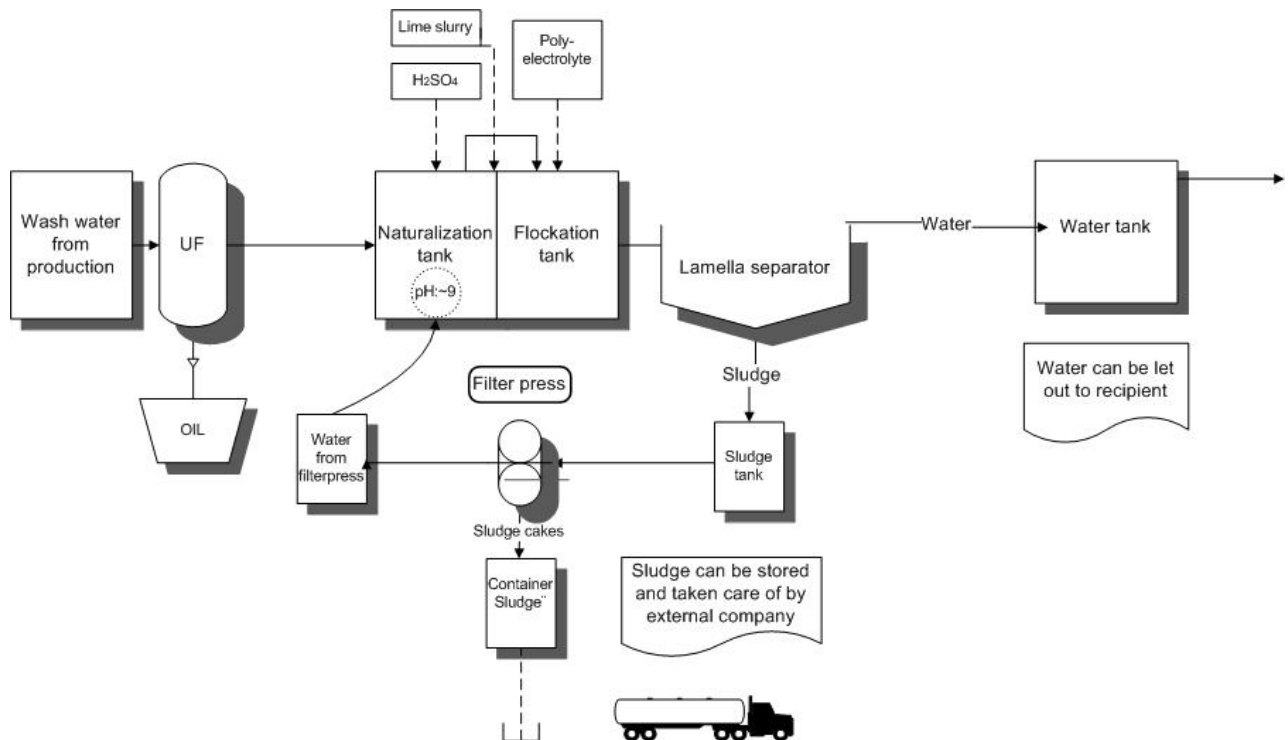 Lime slurry
H₂SO₄
Poly-
electrolyte
Wash water
from
production
UF
Naturalization
tank
pH:~9
Flockation
tank
Lamella separator
Water
Water tank
OIL
Water
from
filterpress
Filter press
Sludge
Sludge
tank
Water can be let
out to recipient
Sludge cakes
Container
Sludge¨
Sludge can be stored
and taken care of by
external company